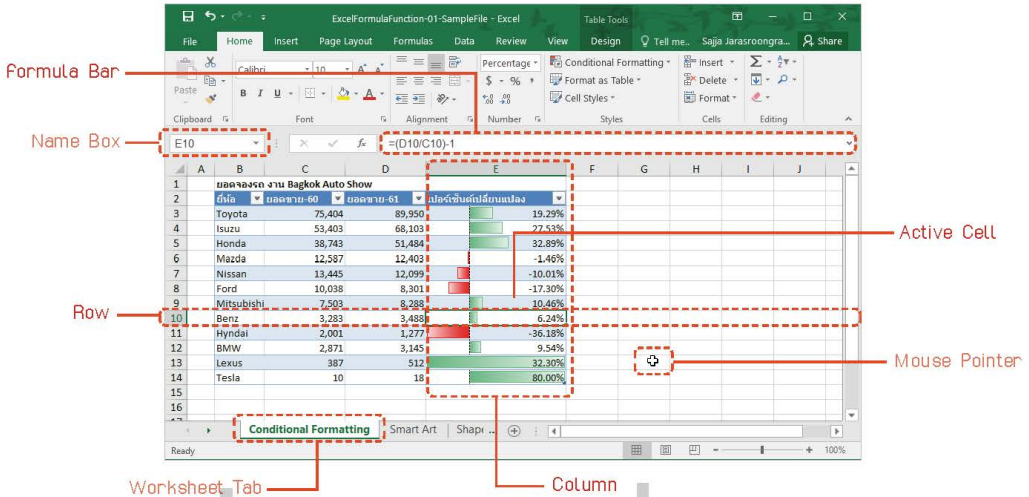 ExcelFormulaFunction-01-SampleFile - Excel Table Tools
File Home Insert Page Layout Formulas Data Review View Design Tell me.. Sajja Jarasroongra... Share
Formula Bar
Paste Calibri 10 A A Percentage Conditional Formatting Insert Σ
B I U A $ % , Format as Table Delete
Cell Styles Format
Clipboard Font Alignment Number Styles Cells Editing
Name Box E10 fx =(D10/C10)-1
A B C D E F G H I J
1 ยอดจองรถ งาน Bagkok Auto Show
2 ยี่ห้อ ยอดขาย-60 ยอดขาย-61 เปอร์เซ็นต์เปลี่ยนแปลง
3 Toyota 75,404 89,950 19.29%
4 Isuzu 53,403 68,103 27.53%
5 Honda 38,743 51,484 32.89%
Active Cell
6 Mazda 12,587 12,403 -1.46%
7 Nissan 13,445 12,099 -10.01%
8 Ford 10,038 8,301 -17.30%
9 Mitsubishi 7,503 8,288 10.46%
Row
10 Benz 3,283 3,488 6.24%
11 Hyndai 2,001 1,277 -36.18%
12 BMW 2,871 3,145 9.54%
13 Lexus 387 512 32.30%
Mouse Pointer
14 Tesla 10 18 80.00%
15
16
Conditional Formatting Smart Art Shape ...
Ready 100%
Worksheet Tab Column